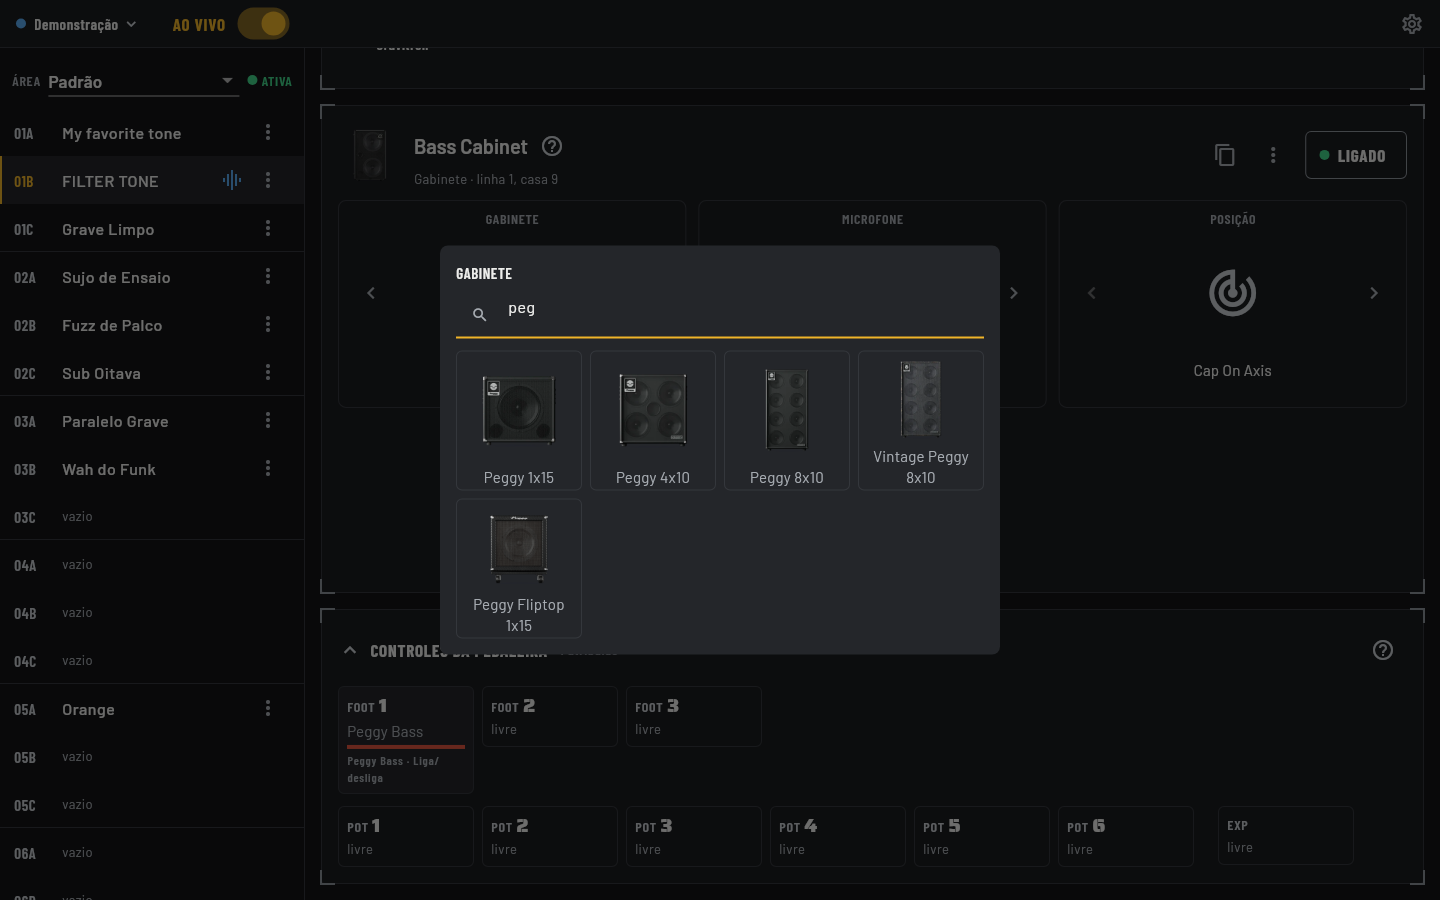 Demonstração
AO VIVO
ÁREA
Padrão
ATIVA
01A My favorite tone
01B FILTER TONE
01C Grave Limpo
02A Sujo de Ensaio
02B Fuzz de Palco
02C Sub Oitava
03A Paralelo Grave
03B Wah do Funk
03C vazio
04A vazio
04B vazio
04C vazio
05A Orange
05B vazio
05C vazio
06A vazio
Bass Cabinet
Gabinete · linha 1, casa 9
LIGADO
GABINETE
MICROFONE
POSIÇÃO
Cap On Axis
GABINETE
peg
Peggy 1x15
Peggy 4x10
Peggy 8x10
Vintage Peggy
8x10
Peggy Fliptop
1x15
CONTROLES DA PEDALEIRA
FOOT 1
Peggy Bass
Peggy Bass · Liga/
desliga
FOOT 2
livre
FOOT 3
livre
POT 1
livre
POT 2
livre
POT 3
livre
POT 4
livre
POT 5
livre
POT 6
livre
EXP
livre